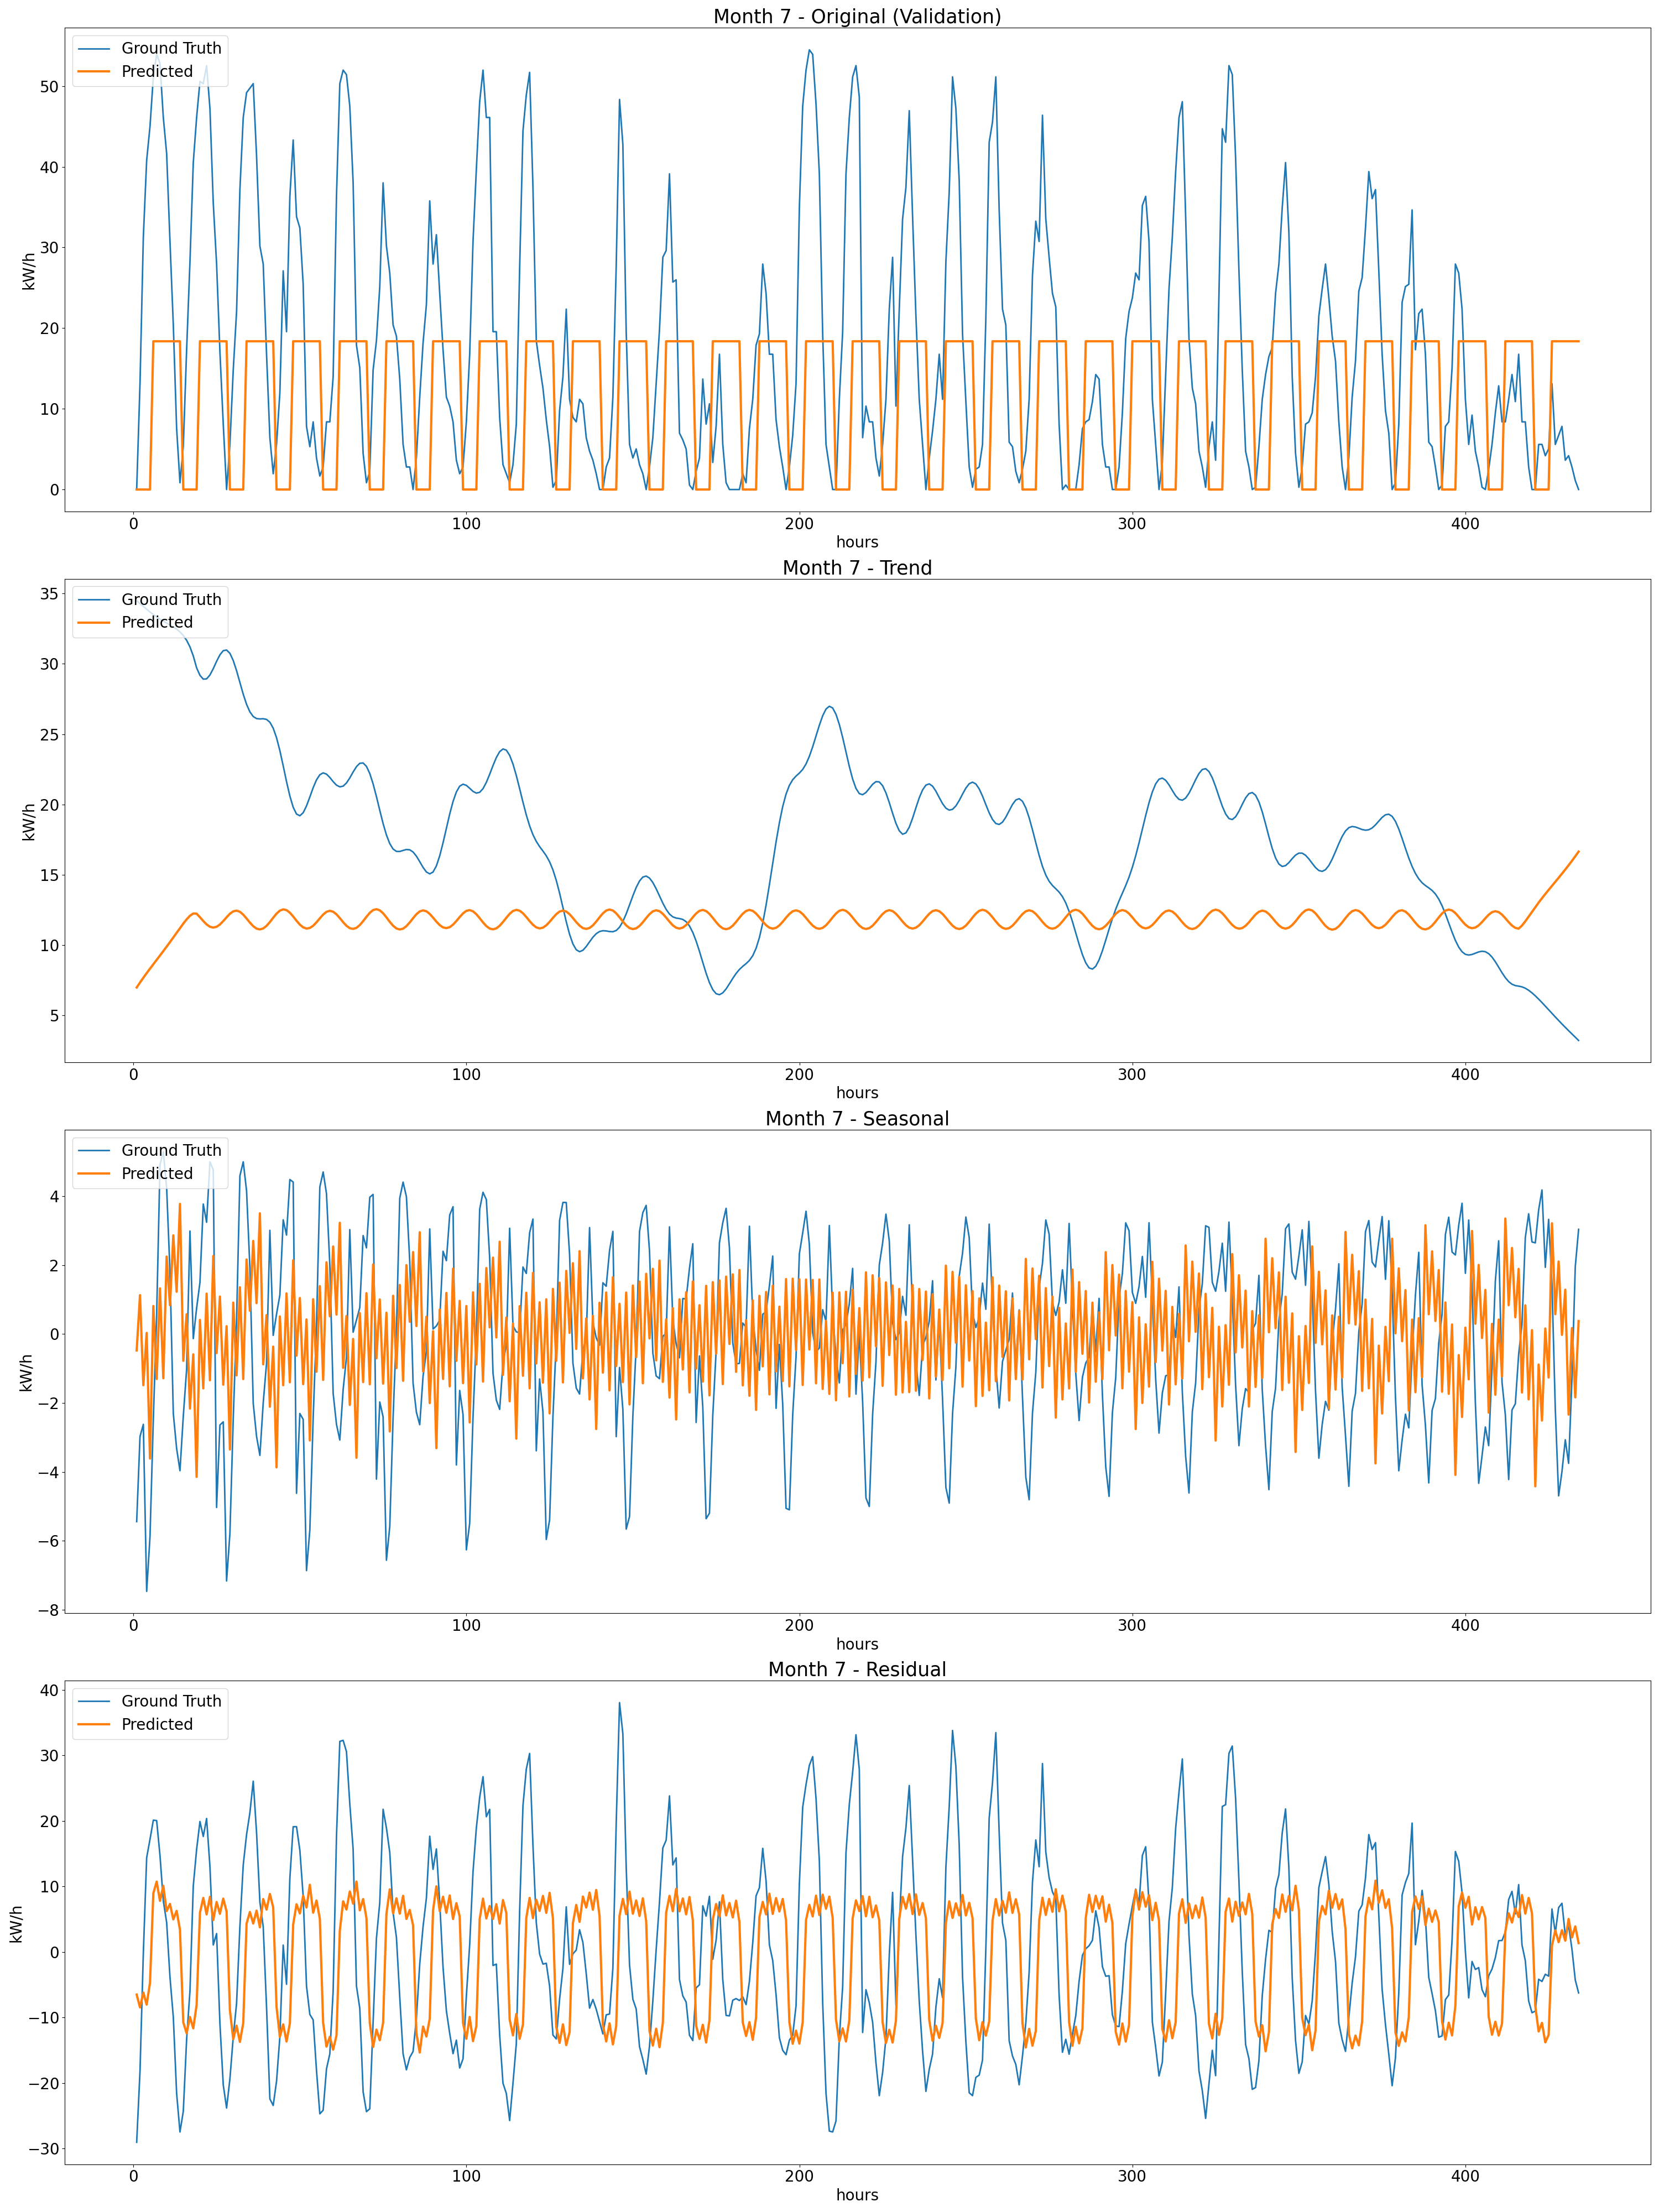 Month 7 - Original (Validation)
Ground Truth
Predicted
kW/h
50
40
30
20
10
0
0 100 200 300 400
hours
Month 7 - Trend
Ground Truth
Predicted
kW/h
35
30
25
20
15
10
5
0 100 200 300 400
hours
Month 7 - Seasonal
Ground Truth
Predicted
kW/h
4
2
0
−2
−4
−6
−8
0 100 200 300 400
hours
Month 7 - Residual
Ground Truth
Predicted
kW/h
40
30
20
10
0
−10
−20
−30
0 100 200 300 400
hours